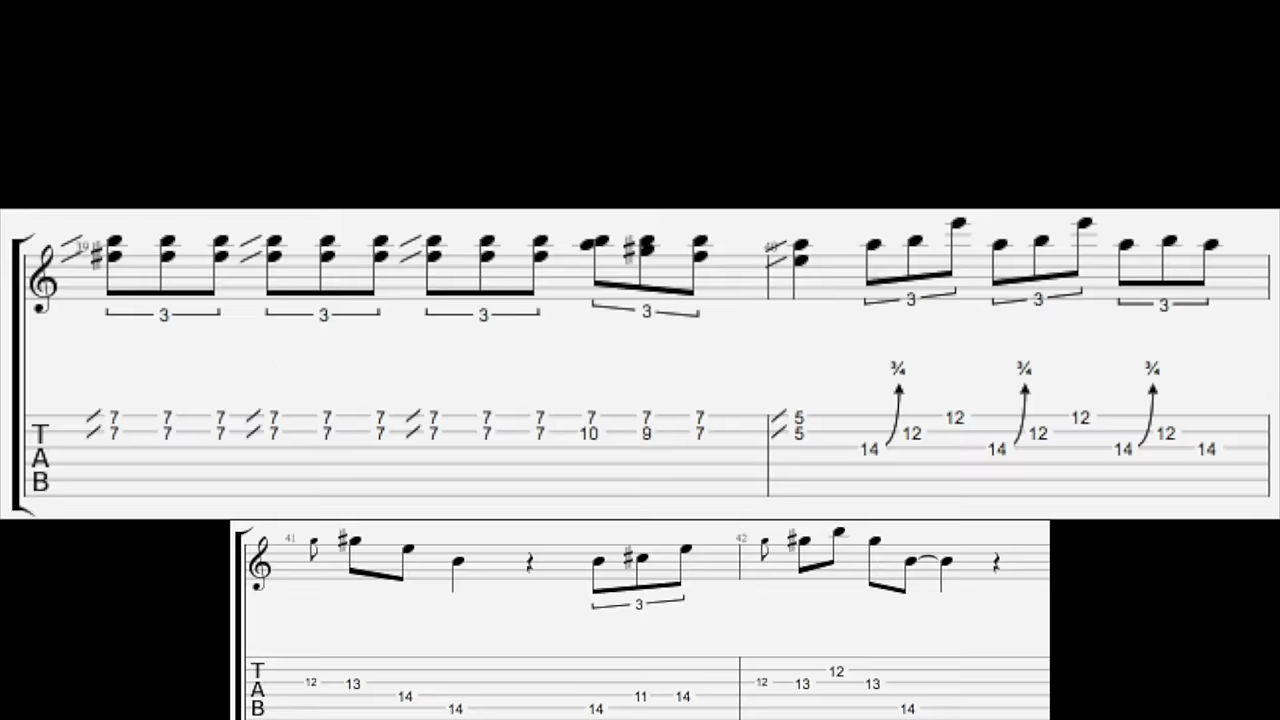 39 40
3 3 3 3 3 3 3
¾ ¾ ¾
7 7 7 7 7 7 7 7 7 7 7 7 5 12 12
T 7 7 7 7 7 7 7 7 7 10 9 7 5 12 12 12
A 14 14 14 14
B
41 42
3
T 12
12 13 12 13 13
A 14 11 14
B 14 14 14